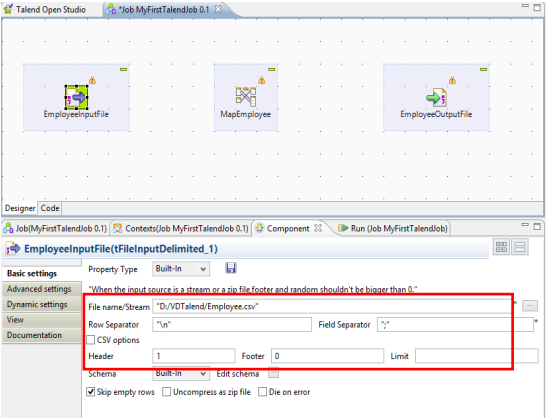 Talend Open Studio *Job MyFirstTalendJob 0.1
EmployeeInputFile MapEmployee EmployeeOutputFile
Designer Code
Job(MyFirstTalendJob 0.1) Contexts(Job MyFirstTalendJob 0.1) Component Run (Job MyFirstTalendJob)
EmployeeInputFile(tFileInputDelimited_1)
Basic settings Property Type Built-In
Advanced settings "When the input source is a stream or a zip file,footer and random shouldn't be bigger than 0."
Dynamic settings File name/Stream "D:/VDTalend/Employee.csv" * ...
View Row Separator "\n" Field Separator ";" *
Documentation CSV options
Header 1 Footer 0 Limit
Schema Built-In Edit schema ...
Skip empty rows Uncompress as zip file Die on error